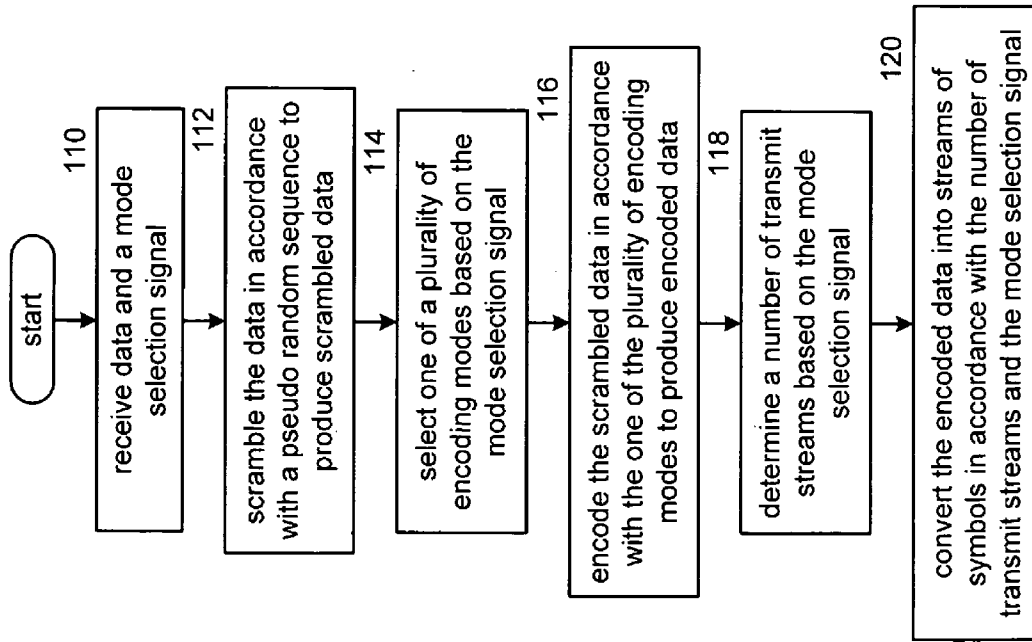 start
110
receive data and a mode
selection signal
112
scramble the data in accordance
with a pseudo random sequence to
produce scrambled data
114
select one of a plurality of
encoding modes based on the
mode selection signal
116
encode the scrambled data in accordance
with the one of the plurality of encoding
modes to produce encoded data
118
determine a number of transmit
streams based on the mode
selection signal
120
convert the encoded data into streams of
symbols in accordance with the number of
transmit streams and the mode selection signal